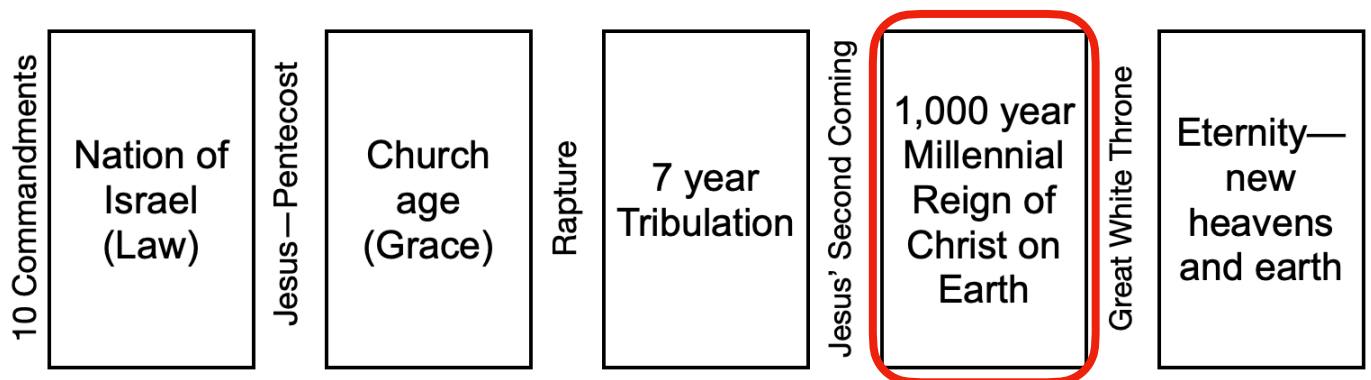 10 Commandments
Nation of
Israel
(Law)
Jesus—Pentecost
Church
age
(Grace)
Rapture
7 year
Tribulation
Jesus’ Second Coming
1,000 year
Millennial
Reign of
Christ on
Earth
Great White Throne
Eternity—
new
heavens
and earth